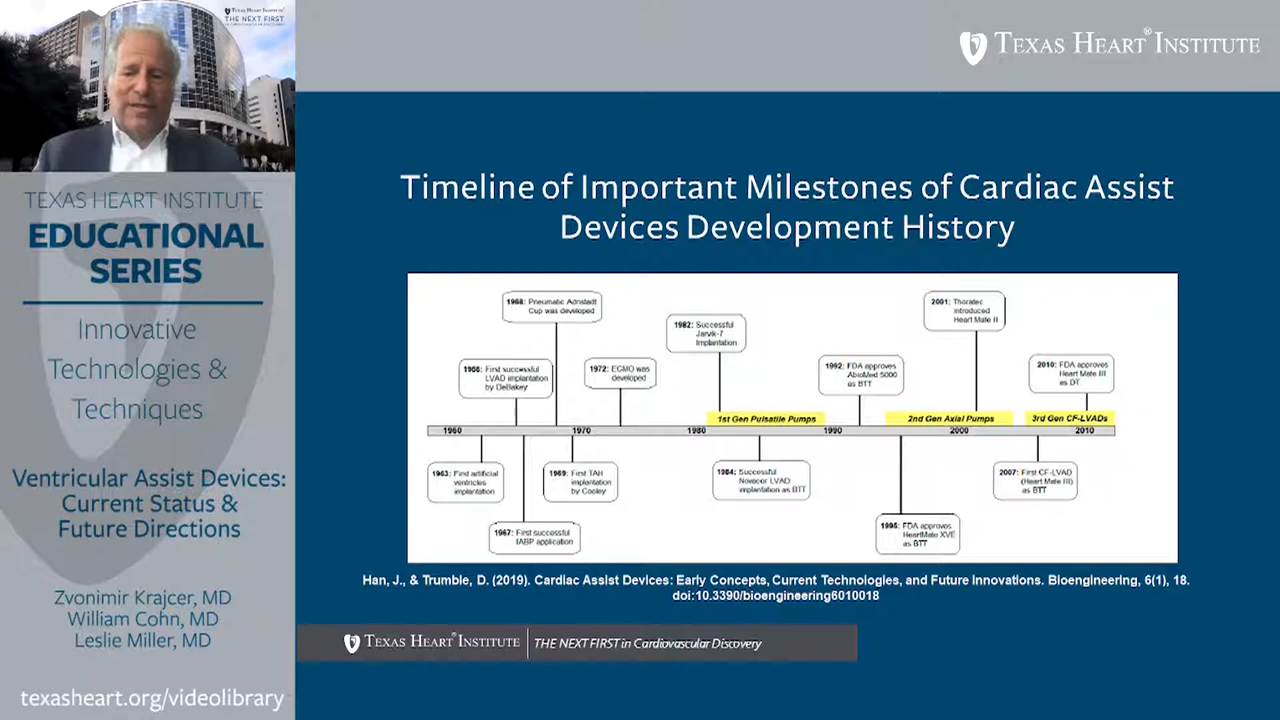 Texas Heart Institute®
THE NEXT FIRST
TEXAS HEART® INSTITUTE
TEXAS HEART INSTITUTE
EDUCATIONAL
SERIES
Innovative
Technologies &
Techniques
Ventricular Assist Devices:
Current Status &
Future Directions
Zvonimir Krajcer, MD
William Cohn, MD
Leslie Miller, MD
texasheart.org/videolibrary
Timeline of Important Milestones of Cardiac Assist
Devices Development History
1968: Pneumatic Adnstadt
Cup was developed
1966: First successful
LVAD implantation
by DeBakey
1972: ECMO was
developed
1982: Successful
Jarvik-7
Implantation
1992: FDA approves
AbioMed 5000
as BTT
2001: Thoratec
introduced
Heart Mate II
2010: FDA approves
Heart Mate III
as DT
1st Gen Pulsatile Pumps
2nd Gen Axial Pumps
3rd Gen CF-LVADs
1960
1970
1980
1990
2000
2010
1963: First artificial
ventricles
implantation
1967: First successful
IABP application
1969: First TAH
implantation
by Cooley
1984: Successful
Novacor LVAD
implantation as BTT
1995: FDA approves
HeartMate XVE
as BTT
2007: First CF-LVAD
(Heart Mate III)
as BTT
Han, J., & Trumble, D. (2019). Cardiac Assist Devices: Early Concepts, Current Technologies, and Future Innovations. Bioengineering, 6(1), 18.
doi:10.3390/bioengineering6010018
TEXAS HEART® INSTITUTE
THE NEXT FIRST in Cardiovascular Discovery